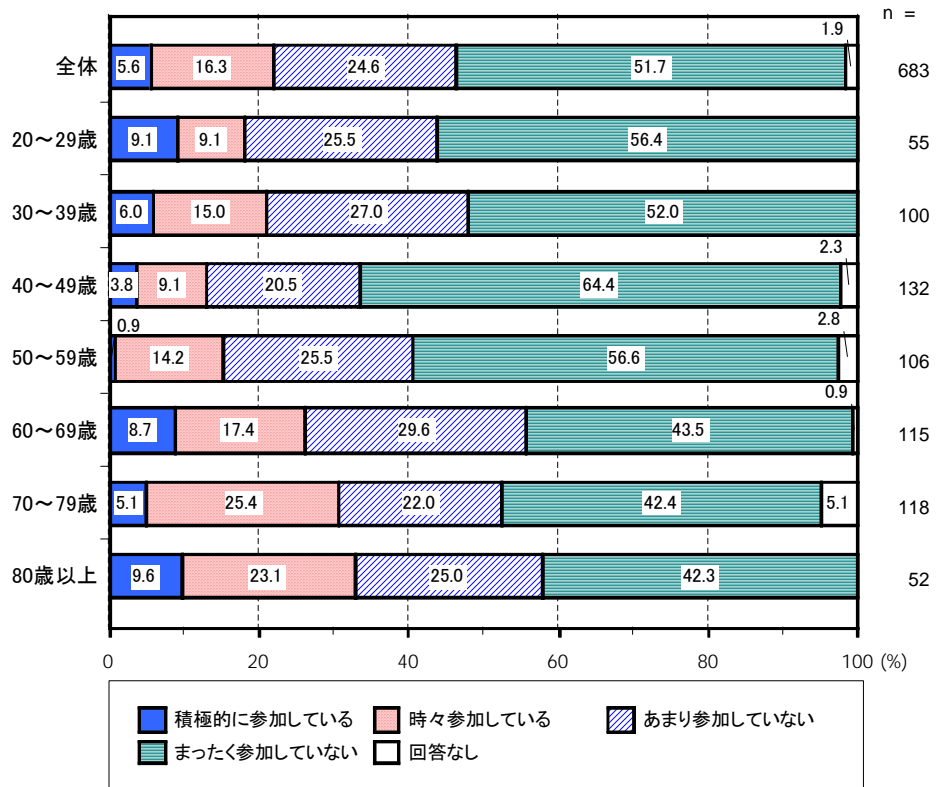 n =
1.9
全体 5.6 16.3 24.6 51.7 683
20～29歳 9.1 9.1 25.5 56.4 55
30～39歳 6.0 15.0 27.0 52.0 100
2.3
40～49歳 3.8 9.1 20.5 64.4 132
0.9 2.8
50～59歳 14.2 25.5 56.6 106
0.9
60～69歳 8.7 17.4 29.6 43.5 115
70～79歳 5.1 25.4 22.0 42.4 5.1 118
80歳以上 9.6 23.1 25.0 42.3 52
0 20 40 60 80 100 (%)
積極的に参加している 時々参加している あまり参加していない
まったく参加していない 回答なし